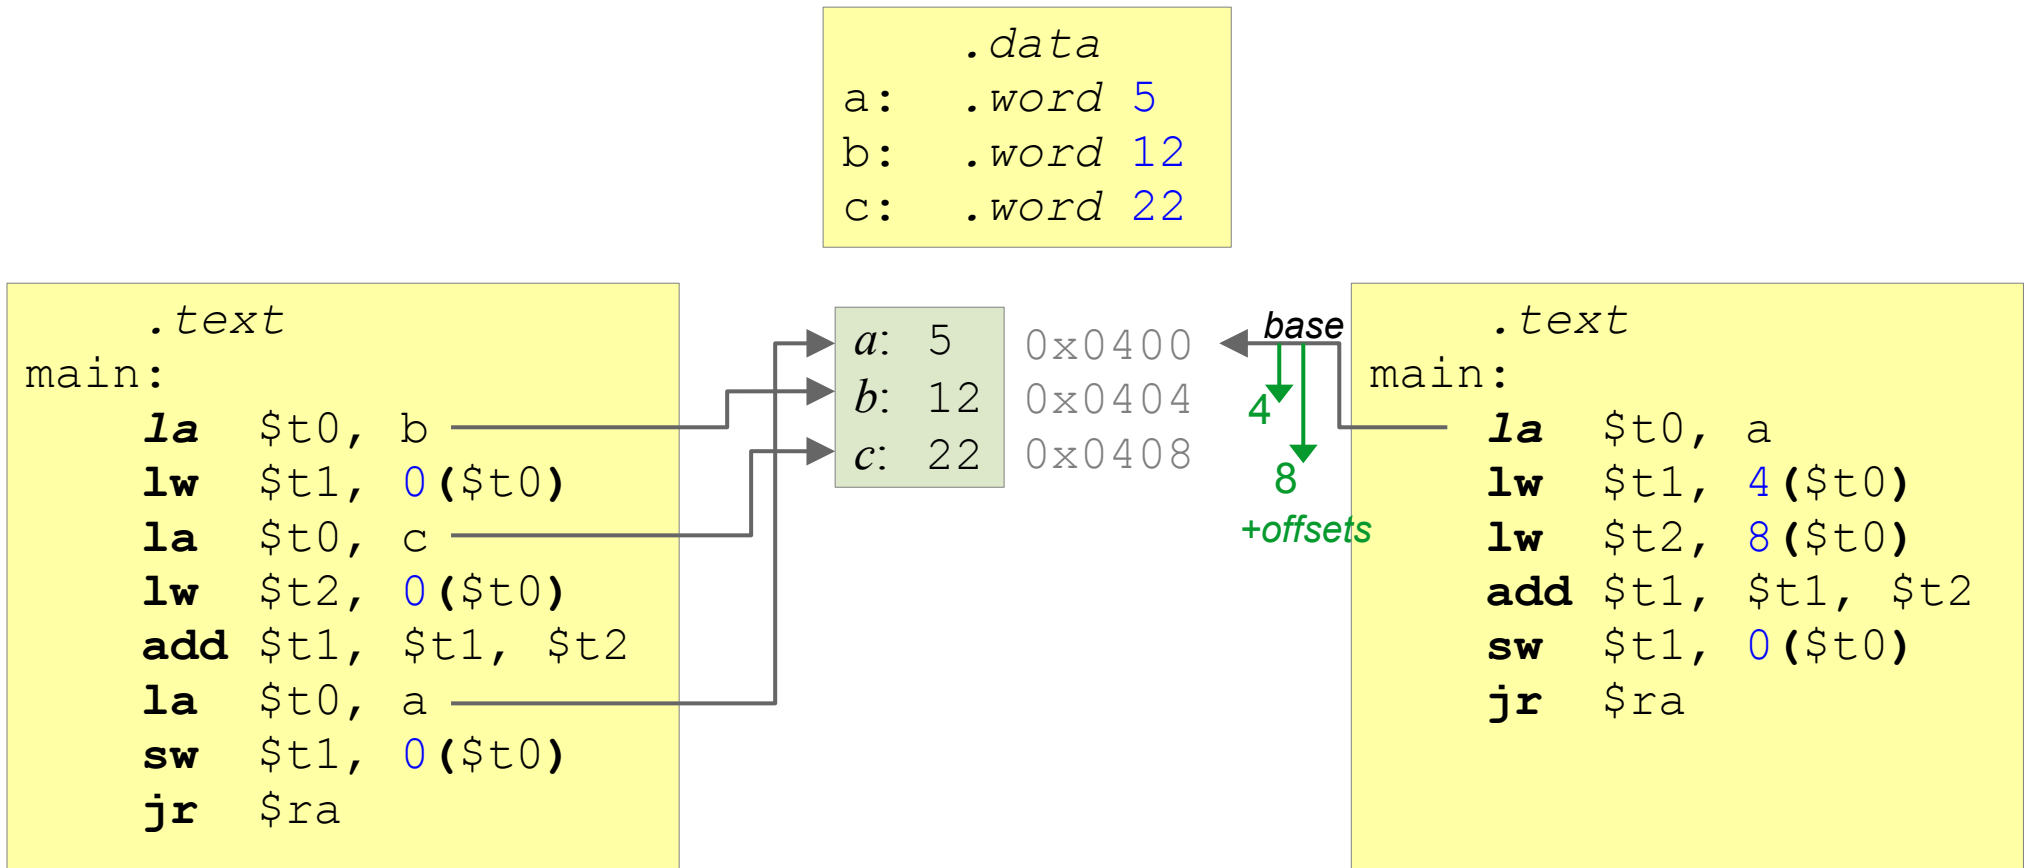 .data
a: .word 5
b: .word 12
c: .word 22
.text
main:
la $t0, b
lw $t1, 0($t0)
la $t0, c
lw $t2, 0($t0)
add $t1, $t1, $t2
la $t0, a
sw $t1, 0($t0)
jr $ra
a: 5 0x0400
b: 12 0x0404
c: 22 0x0408
base
4
8
+offsets
.text
main:
la $t0, a
lw $t1, 4($t0)
lw $t2, 8($t0)
add $t1, $t1, $t2
sw $t1, 0($t0)
jr $ra